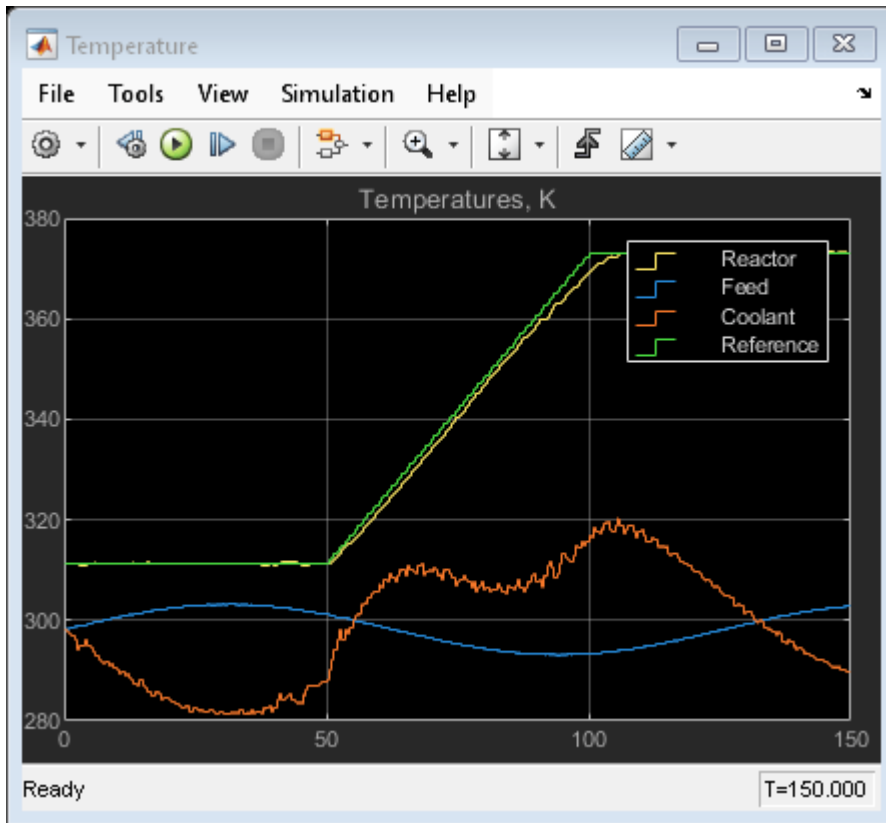 Temperature
File Tools View Simulation Help
Temperatures, K
380
360
340
320
300
280
0 50 100 150
Reactor
Feed
Coolant
Reference
Ready T=150.000